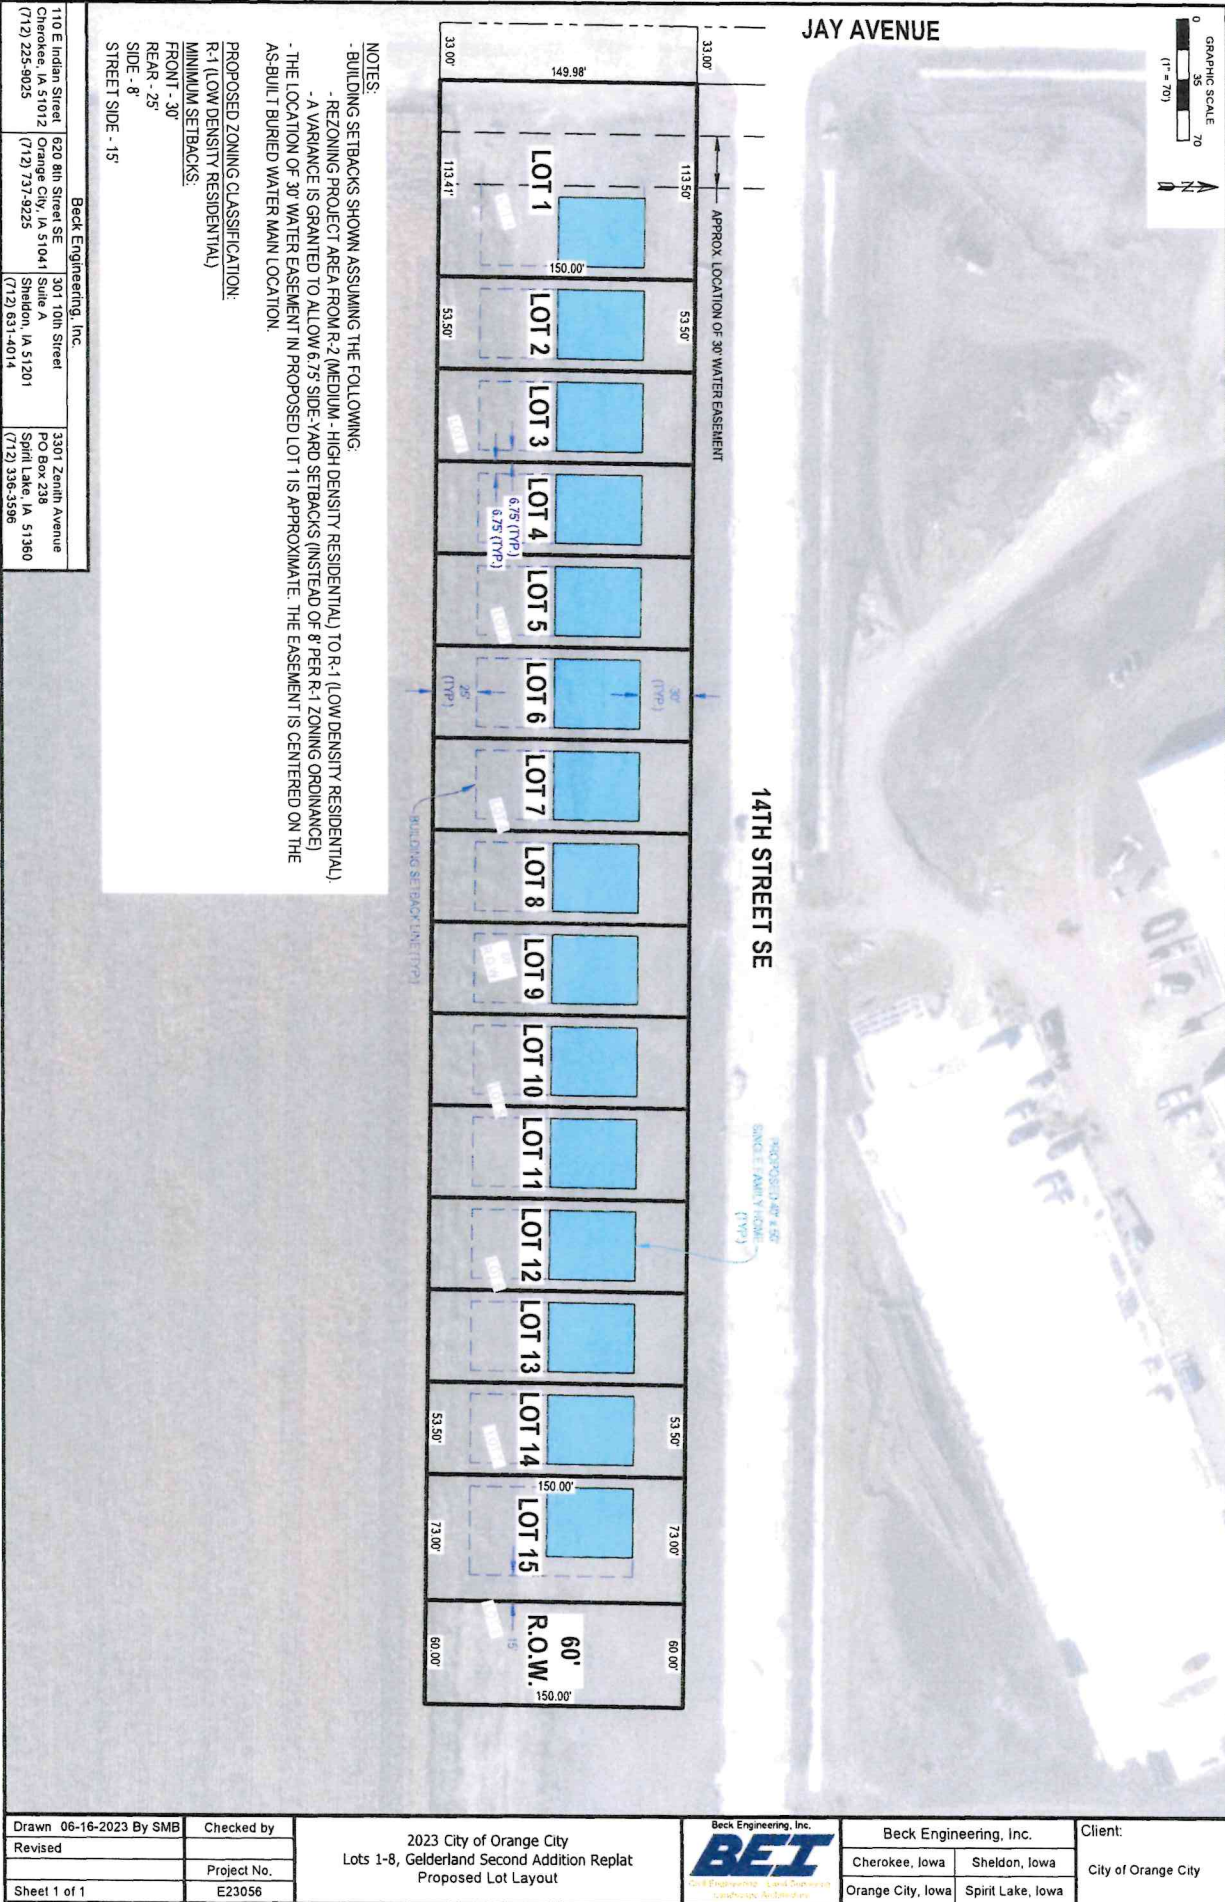 GRAPHIC SCALE
0 35 70
(1" = 70')
N
JAY AVENUE
14TH STREET SE
33.00'
33.00'
149.98'
113.50'
113.41'
APPROX. LOCATION OF 30' WATER EASEMENT
LOT 1
150.00'
53.50'
53.50'
LOT 2
LOT 3
6.75' (TYP.)
6.75' (TYP.)
LOT 4
LOT 5
LOT 6
30'
(TYP.)
25'
(TYP.)
LOT 7
BUILDING SETBACK LINE (TYP.)
LOT 8
LOT 9
LOT 10
LOT 11
PROPOSED 40' x 50'
SINGLE FAMILY HOME
(TYP.)
LOT 12
LOT 13
LOT 14
53.50'
53.50'
150.00'
LOT 15
73.00'
73.00'
15'
60'
R.O.W.
60.00'
60.00'
150.00'
NOTES:
- BUILDING SETBACKS SHOWN ASSUMING THE FOLLOWING:
- REZONING PROJECT AREA FROM R-2 (MEDIUM - HIGH DENSITY RESIDENTIAL) TO R-1 (LOW DENSITY RESIDENTIAL).
- A VARIANCE IS GRANTED TO ALLOW 6.75' SIDE-YARD SETBACKS (INSTEAD OF 8' PER R-1 ZONING ORDINANCE)
- THE LOCATION OF 30' WATER EASEMENT IN PROPOSED LOT 1 IS APPROXIMATE. THE EASEMENT IS CENTERED ON THE
AS-BUILT BURIED WATER MAIN LOCATION.
PROPOSED ZONING CLASSIFICATION:
R-1 (LOW DENSITY RESIDENTIAL)
MINIMUM SETBACKS:
FRONT - 30'
REAR - 25'
SIDE - 8'
STREET SIDE - 15'
Beck Engineering, Inc.
110 E Indian Street
Cherokee, IA 51012
(712) 225-9025
620 8th Street SE
Orange City, IA 51041
(712) 737-9225
301 10th Street
Suite A
Sheldon, IA 51201
(712) 631-4014
3301 Zenith Avenue
PO Box 238
Spirit Lake, IA 51360
(712) 336-3596
Drawn 06-16-2023 By SMB
Revised
Sheet 1 of 1
Checked by
Project No.
E23056
2023 City of Orange City
Lots 1-8, Gelderland Second Addition Replat
Proposed Lot Layout
Beck Engineering, Inc.
BEI
Civil Engineering - Land Surveying
Landscape Architecture
Beck Engineering, Inc.
Cherokee, Iowa
Sheldon, Iowa
Orange City, Iowa
Spirit Lake, Iowa
Client:
City of Orange City